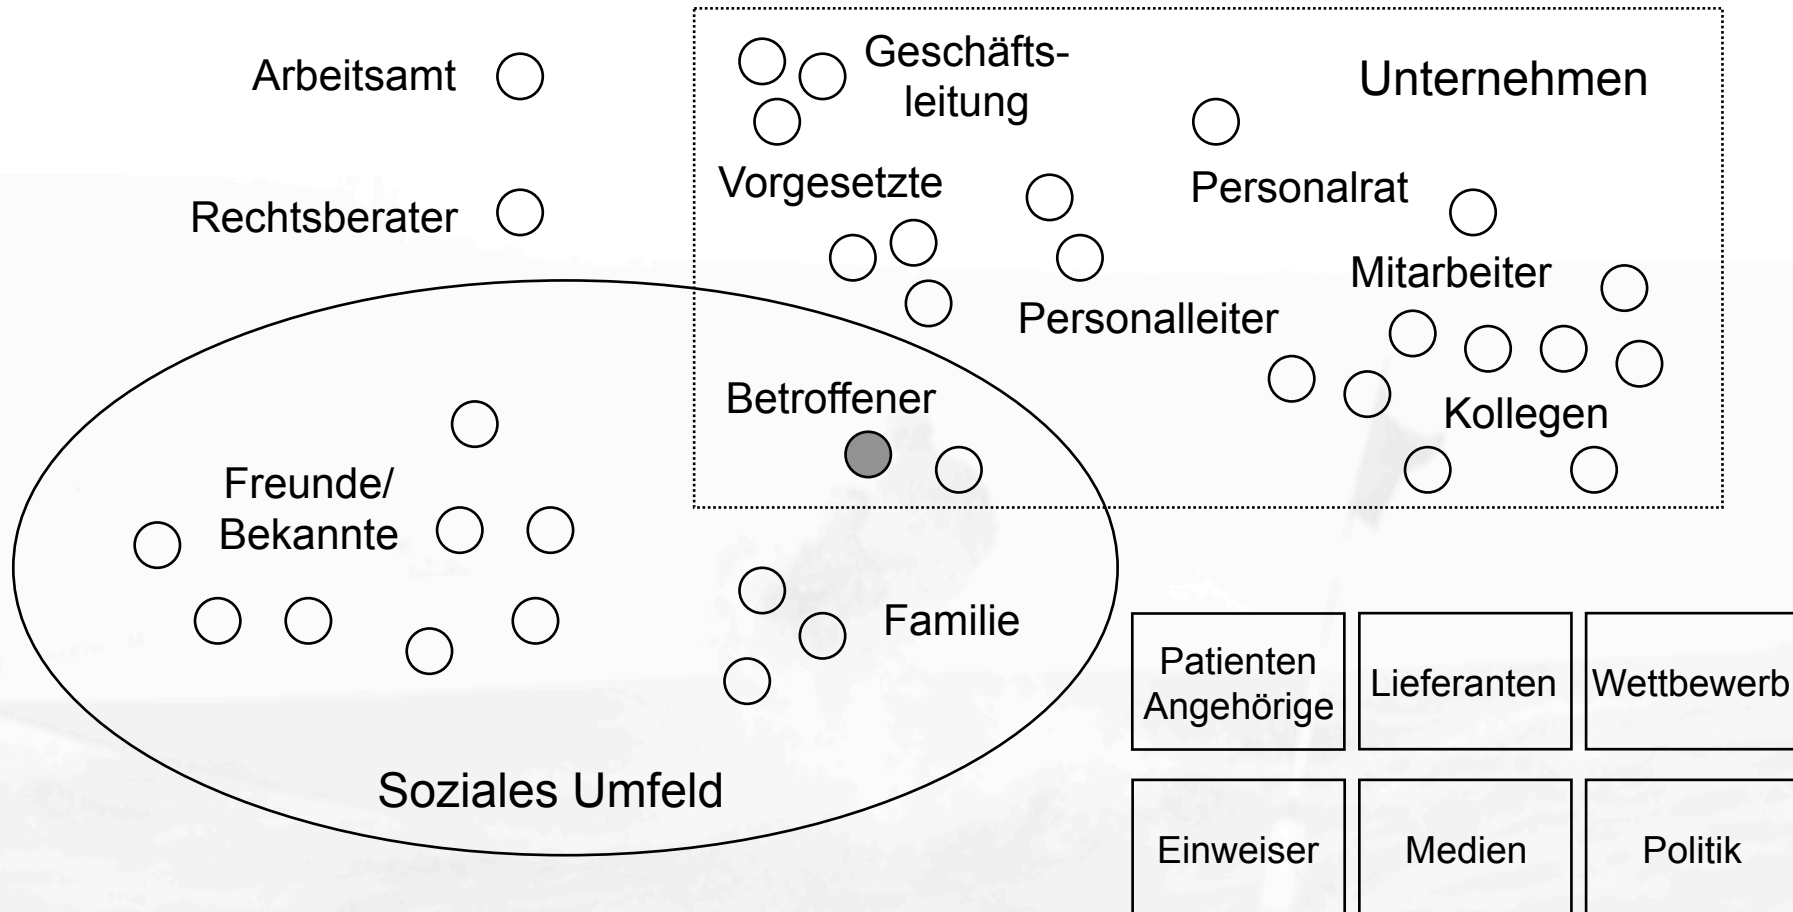 Arbeitsamt
Geschäfts-
leitung
Unternehmen
Rechtsberater
Vorgesetzte
Personalrat
Mitarbeiter
Personalleiter
Betroffener
Kollegen
Freunde/
Bekannte
Familie
Soziales Umfeld
Patienten
Angehörige
Lieferanten
Wettbewerb
Einweiser
Medien
Politik